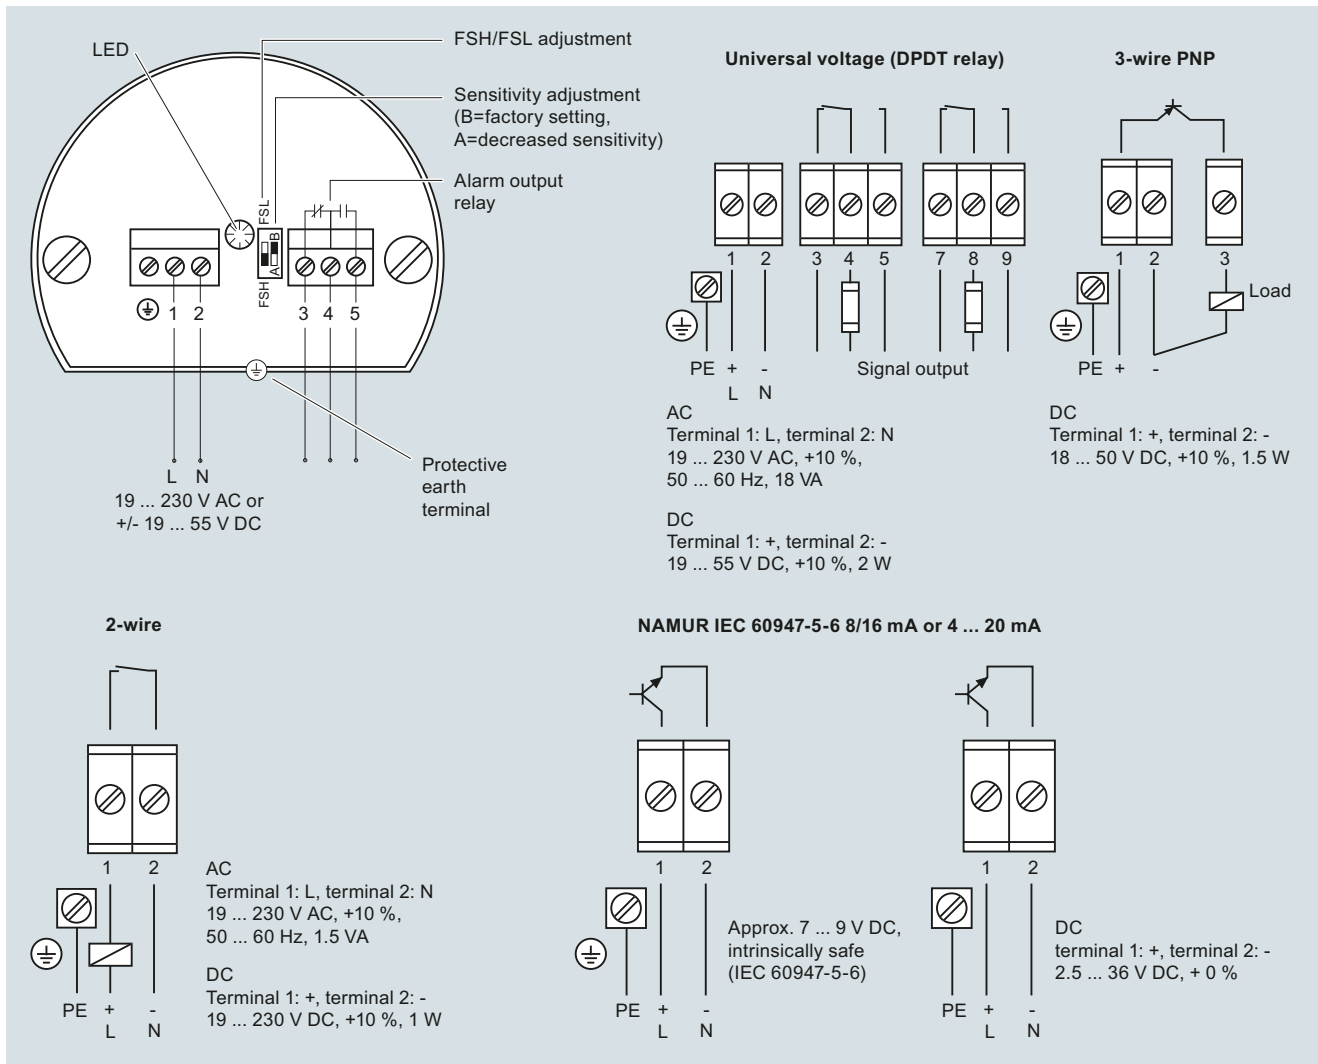 LED
FSH/FSL adjustment
Sensitivity adjustment
(B=factory setting,
A=decreased sensitivity)
Alarm output
relay
FSL
B
A
FSH
1 2
3 4 5
L N
19 ... 230 V AC or
+/- 19 ... 55 V DC
Protective
earth
terminal
Universal voltage (DPDT relay)
1 2 3 4 5 7 8 9
PE + -
L N
Signal output
AC
Terminal 1: L, terminal 2: N
19 ... 230 V AC, +10 %,
50 ... 60 Hz, 18 VA
DC
Terminal 1: +, terminal 2: -
19 ... 55 V DC, +10 %, 2 W
3-wire PNP
1 2 3
Load
PE + -
DC
Terminal 1: +, terminal 2: -
18 ... 50 V DC, +10 %, 1.5 W
2-wire
1 2
PE + -
L N
AC
Terminal 1: L, terminal 2: N
19 ... 230 V AC, +10 %,
50 ... 60 Hz, 1.5 VA
DC
Terminal 1: +, terminal 2: -
19 ... 230 V DC, +10 %, 1 W
NAMUR IEC 60947-5-6 8/16 mA or 4 ... 20 mA
1 2
PE + -
L N
Approx. 7 ... 9 V DC,
intrinsically safe
(IEC 60947-5-6)
1 2
PE + -
L N
DC
terminal 1: +, terminal 2: -
2.5 ... 36 V DC, + 0 %